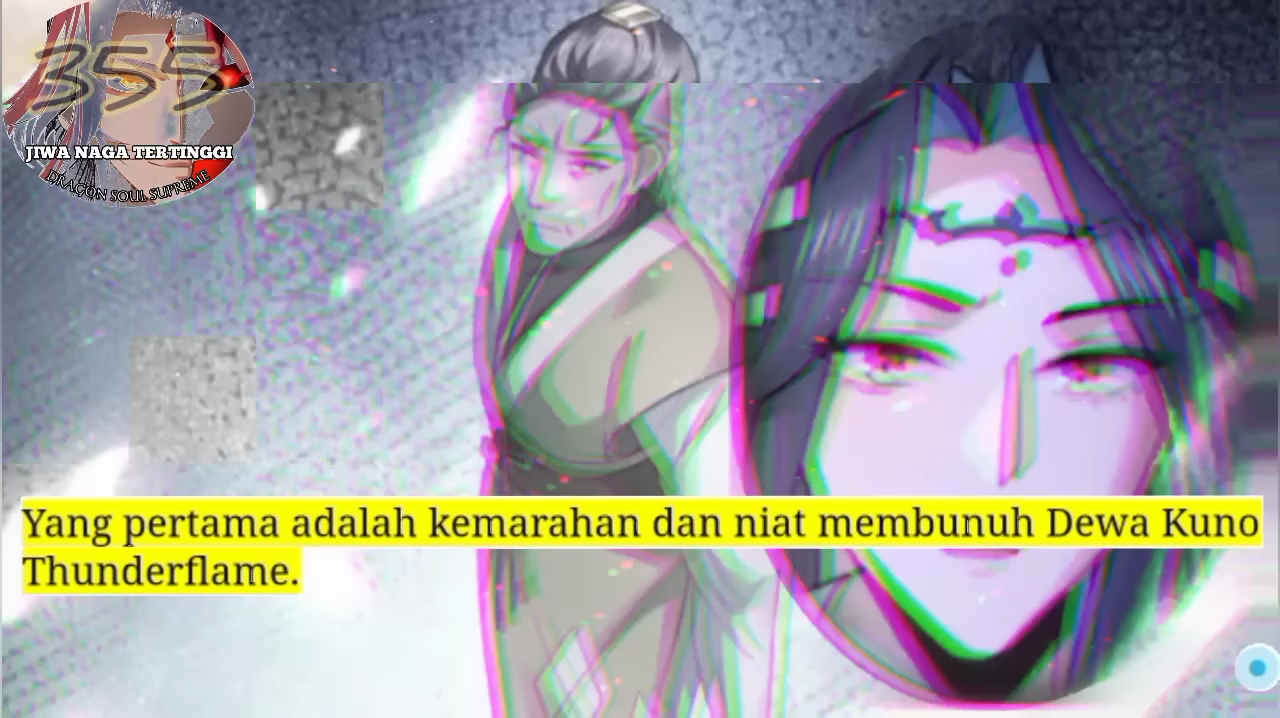 355
JIWA NAGA TERTINGGI
DRAGON SOUL SUPREME
Yang pertama adalah kemarahan dan niat membunuh Dewa Kuno
Thunderflame.